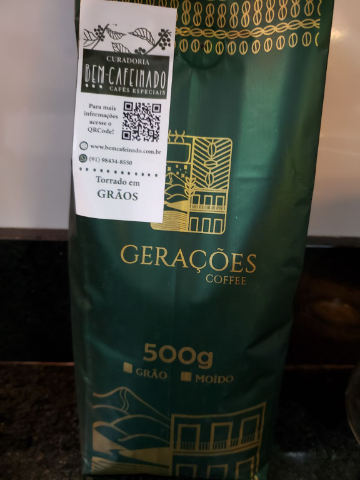 CURADORIA
BEM-CAFEINADO
CAFÉS ESPECIAIS
Para mais
informações
acesse o
QRCode!
www.bemcafeinado.com.br
(91) 98434-8550
Torrado em
GRÃOS
GERAÇÕES
COFFEE
500g
GRÃO MOÍDO